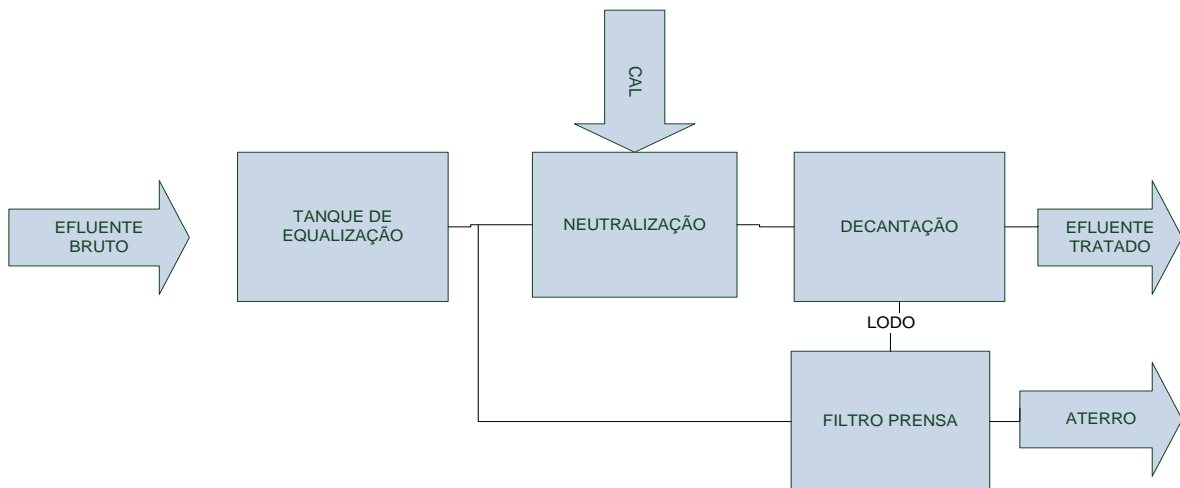 CAL
EFLUENTE
BRUTO
TANQUE DE
EQUALIZAÇÃO
NEUTRALIZAÇÃO
DECANTAÇÃO
EFLUENTE
TRATADO
LODO
FILTRO PRENSA
ATERRO